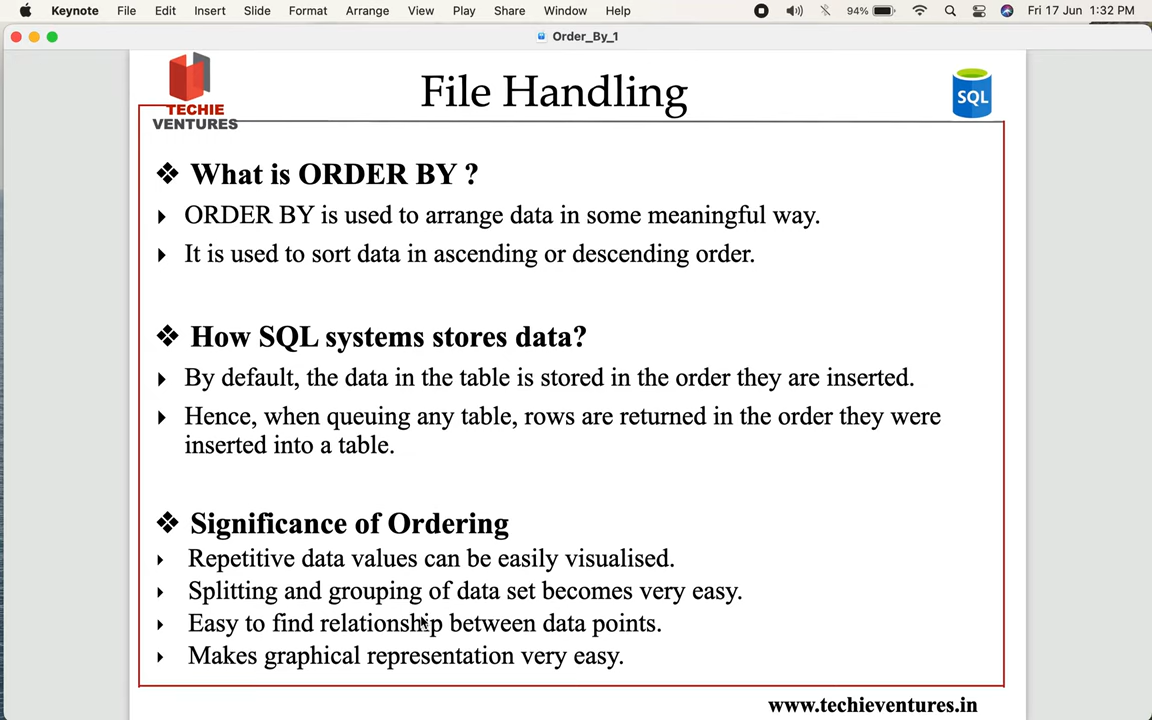 Keynote File Edit Insert Slide Format Arrange View Play Share Window Help 94% Fri 17 Jun 1:32 PM
Order_By_1
TECHIE
VENTURES
File Handling
SQL
What is ORDER BY ?
ORDER BY is used to arrange data in some meaningful way.
It is used to sort data in ascending or descending order.
How SQL systems stores data?
By default, the data in the table is stored in the order they are inserted.
Hence, when queuing any table, rows are returned in the order they were
inserted into a table.
Significance of Ordering
Repetitive data values can be easily visualised.
Splitting and grouping of data set becomes very easy.
Easy to find relationship between data points.
Makes graphical representation very easy.
www.techieventures.in